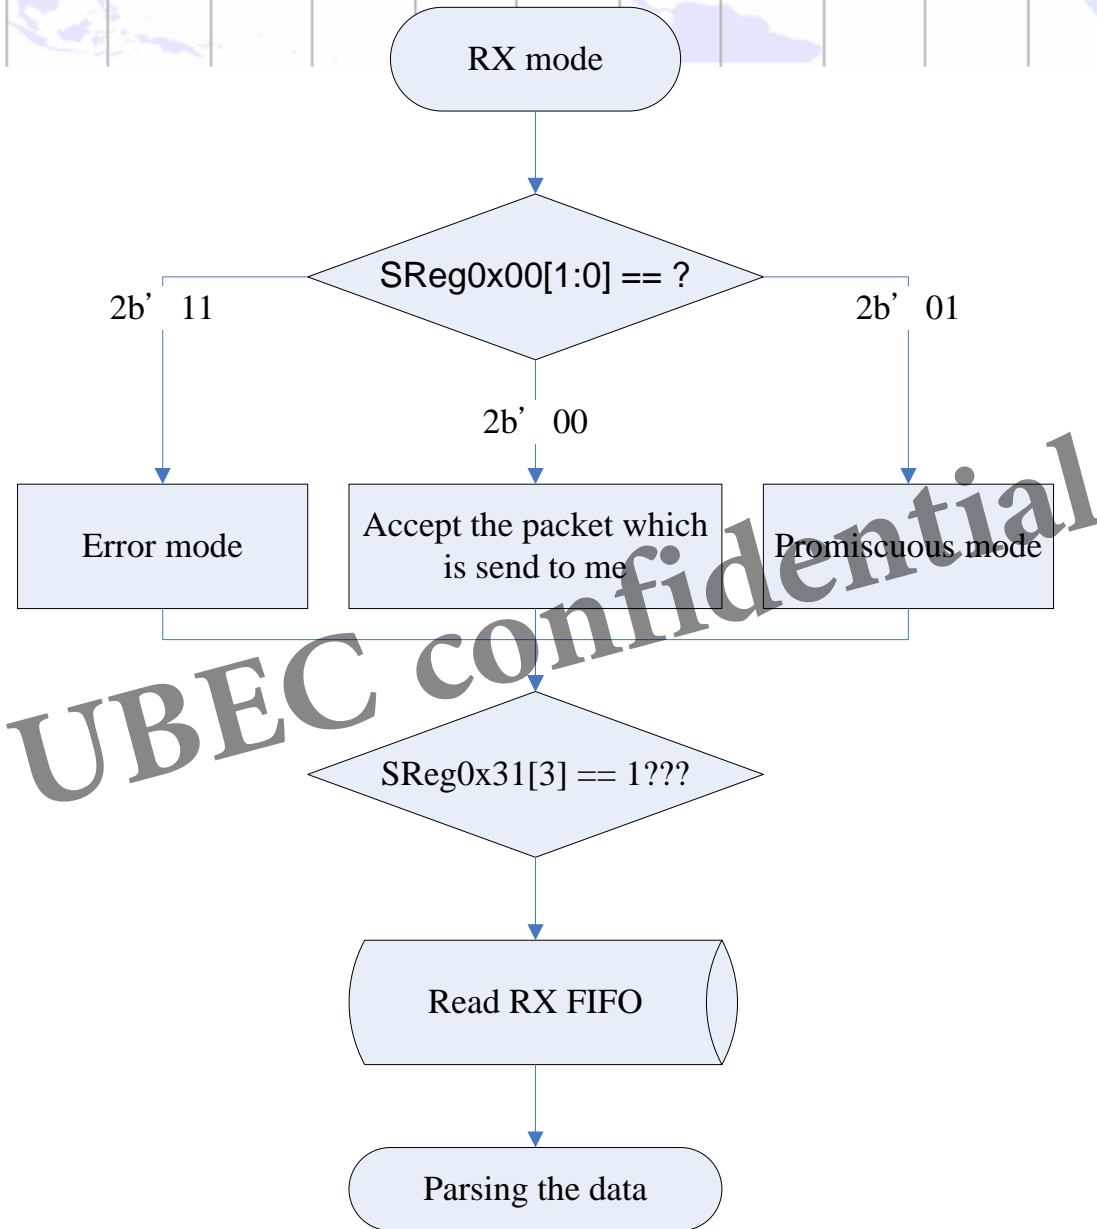 RX mode
SReg0x00[1:0] == ?
2b’ 11
2b’ 01
2b’ 00
Error mode
Accept the packet which
is send to me
Promiscuous mode
UBEC confidential
SReg0x31[3] == 1???
Read RX FIFO
Parsing the data